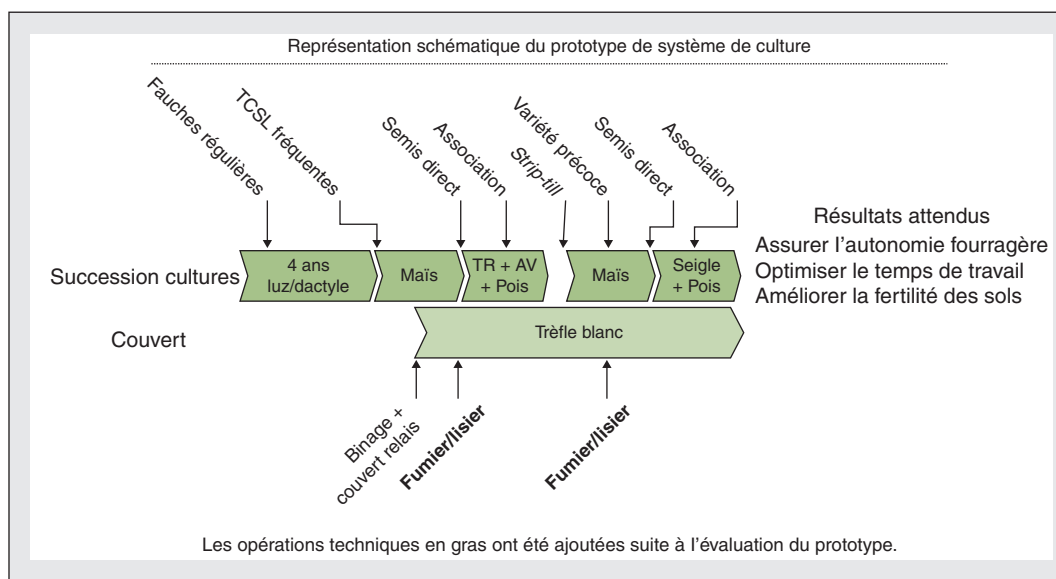 Représentation schématique du prototype de système de culture
Fauches régulières
TCSL fréquentes
Semis direct
Association
Strip-till
Variété précoce
Semis direct
Association
Résultats attendus
Assurer l'autonomie fourragère
Optimiser le temps de travail
Améliorer la fertilité des sols
Succession cultures
4 ans
luz/dactyle
Maïs
TR + AV
+ Pois
Maïs
Seigle
+ Pois
Couvert
Trèfle blanc
Binage +
couvert relais
Fumier/lisier
Fumier/lisier
Les opérations techniques en gras ont été ajoutées suite à l'évaluation du prototype.